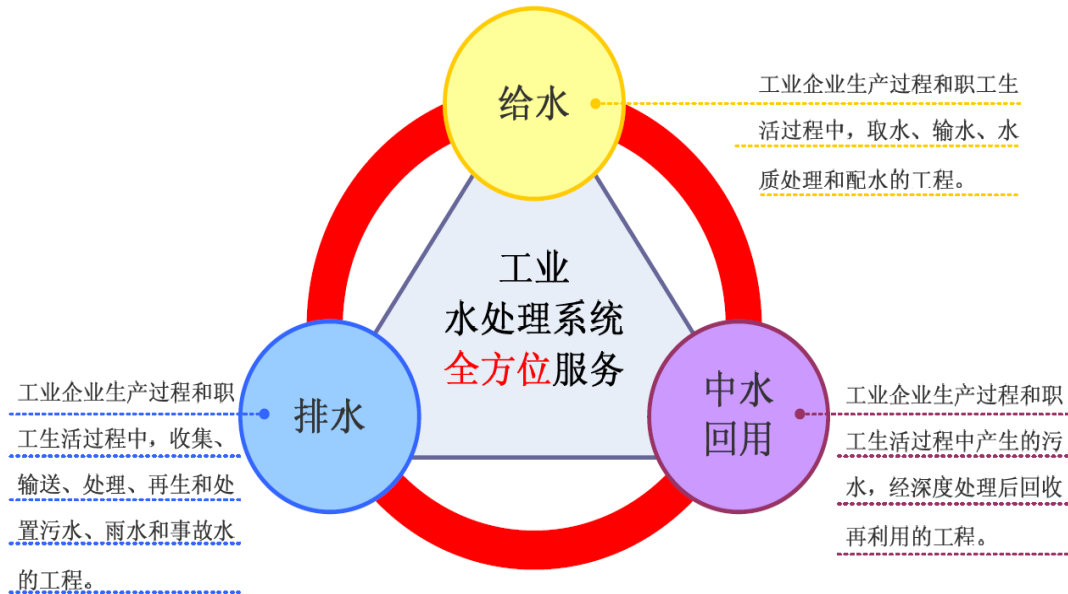 给水
工业企业生产过程和职工生
活过程中，取水、输水、水
质处理和配水的工程。
工业
水处理系统
全方位服务
排水
工业企业生产过程和职
工生活过程中，收集、
输送、处理、再生和处
置污水、雨水和事故水
的工程。
中水
回用
工业企业生产过程和职
工生活过程中产生的污
水，经深度处理后回收
再利用的工程。